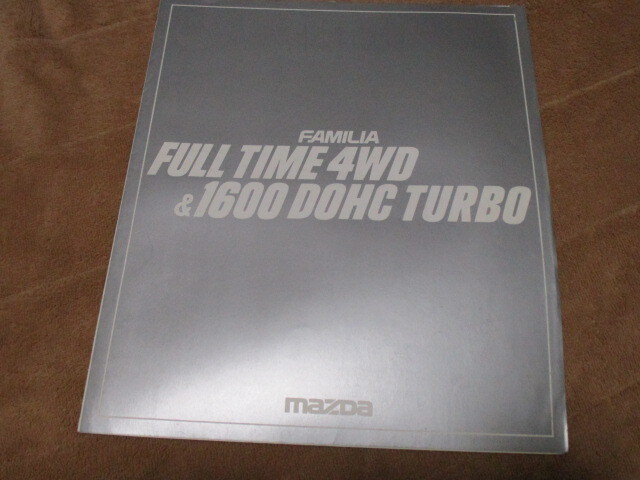 FAMILIA
FULL TIME 4WD
& 1600 DOHC TURBO
mazda